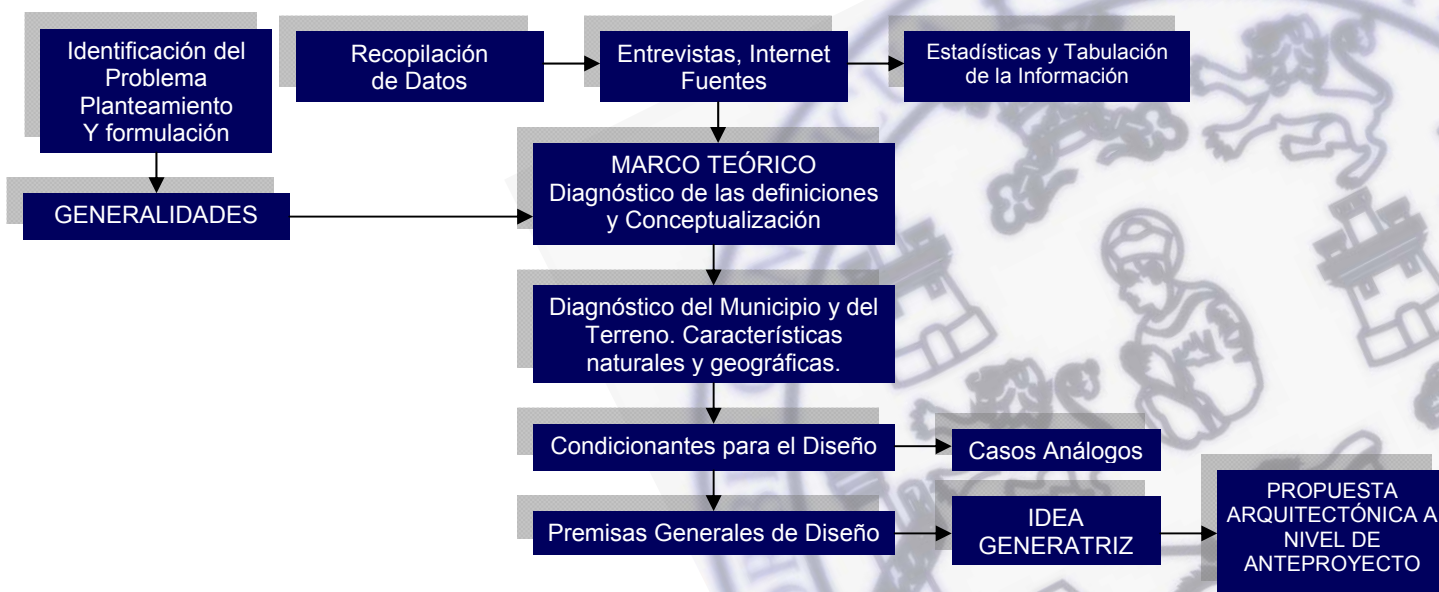 Identificación del
Problema
Planteamiento
Y formulación
Recopilación
de Datos
Entrevistas, Internet
Fuentes
Estadísticas y Tabulación
de la Información
GENERALIDADES
MARCO TEÓRICO
Diagnóstico de las definiciones
y Conceptualización
Diagnóstico del Municipio y del
Terreno. Características
naturales y geográficas.
Condicionantes para el Diseño
Casos Análogos
Premisas Generales de Diseño
IDEA
GENERATRIZ
PROPUESTA
ARQUITECTÓNICA A
NIVEL DE
ANTEPROYECTO